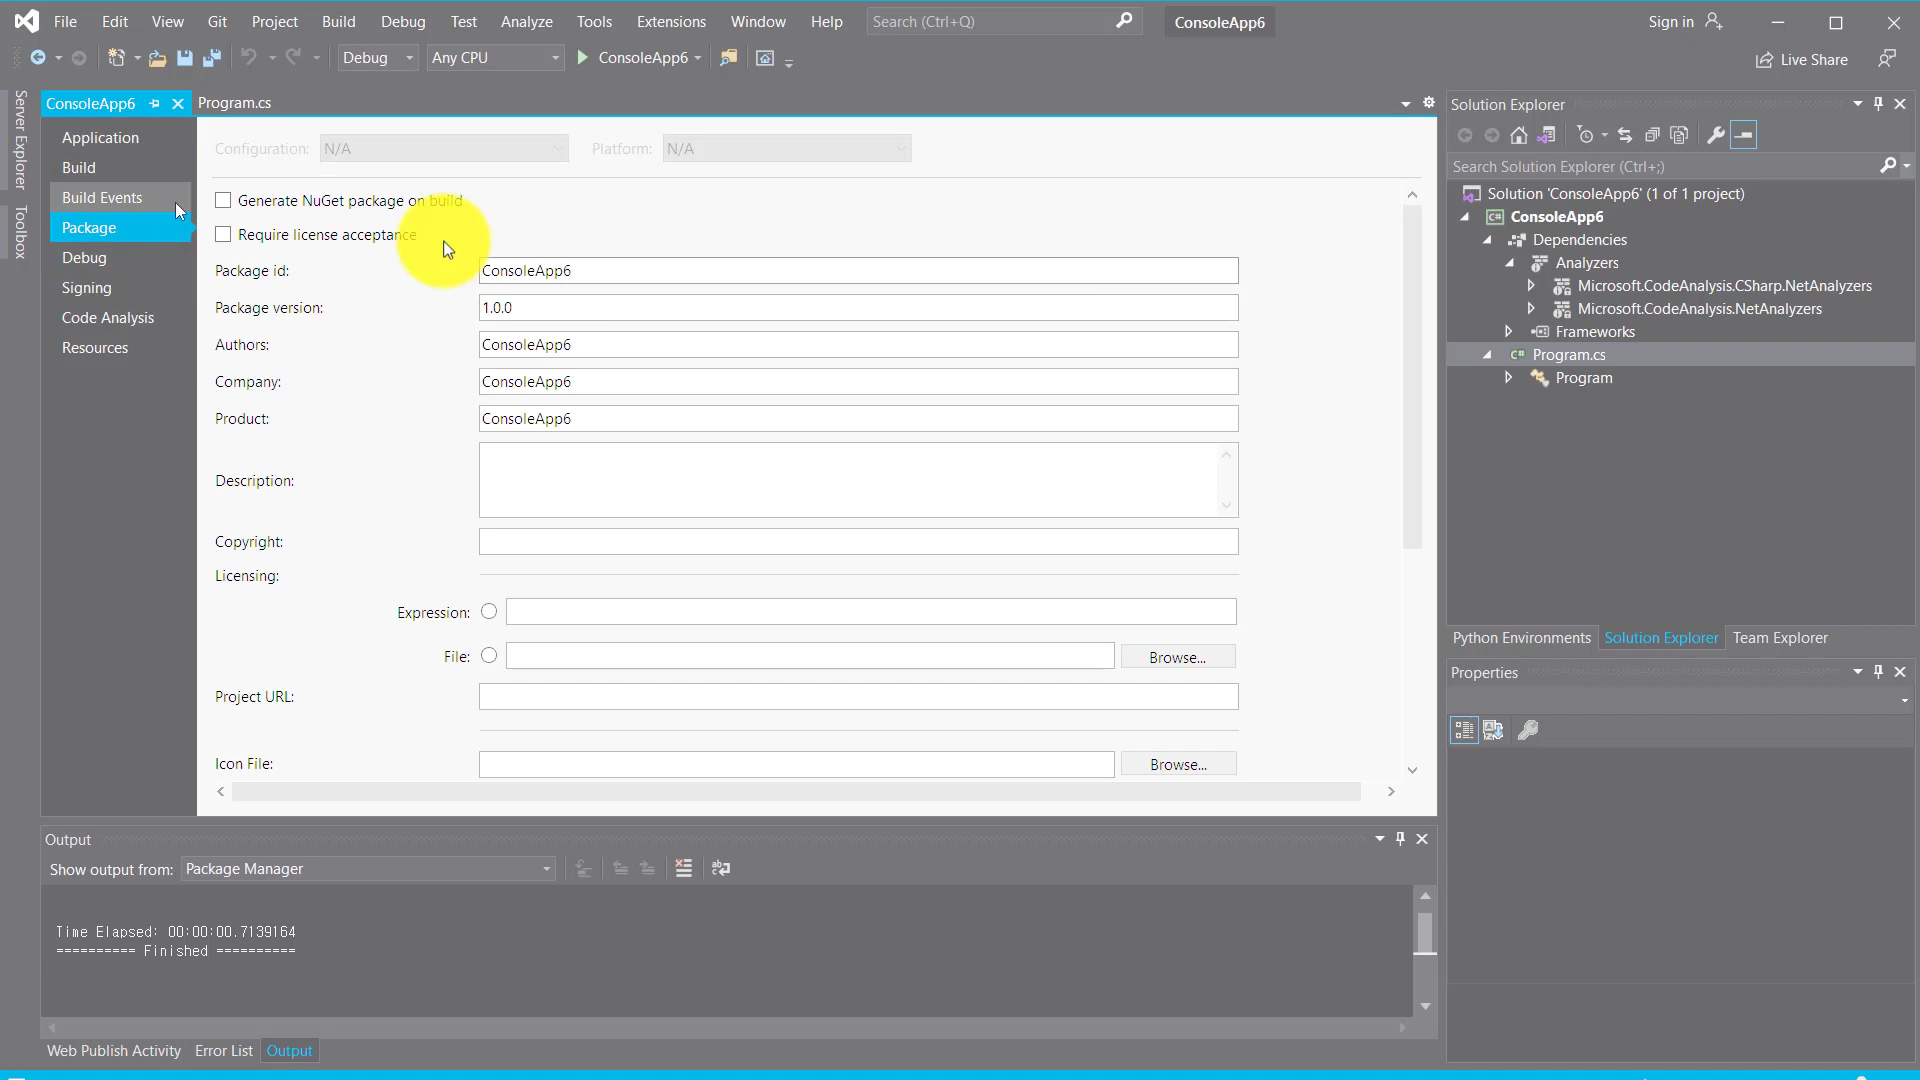 File Edit View Git Project Build Debug Test Analyze Tools Extensions Window Help Search (Ctrl+Q) ConsoleApp6 Sign in
Debug Any CPU ConsoleApp6 Live Share
Server Explorer
Toolbox
ConsoleApp6 Program.cs
Application
Build
Build Events
Package
Debug
Signing
Code Analysis
Resources
Configuration: N/A Platform: N/A
Generate NuGet package on build
Require license acceptance
Package id: ConsoleApp6
Package version: 1.0.0
Authors: ConsoleApp6
Company: ConsoleApp6
Product: ConsoleApp6
Description:
Copyright:
Licensing:
Expression:
File: Browse...
Project URL:
Icon File: Browse...
Output
Show output from: Package Manager
Time Elapsed: 00:00:00.7139164
========== Finished ==========
Web Publish Activity Error List Output
Solution Explorer
Search Solution Explorer (Ctrl+;)
Solution 'ConsoleApp6' (1 of 1 project)
C# ConsoleApp6
Dependencies
Analyzers
Microsoft.CodeAnalysis.CSharp.NetAnalyzers
Microsoft.CodeAnalysis.NetAnalyzers
Frameworks
C# Program.cs
Program
Python Environments Solution Explorer Team Explorer
Properties